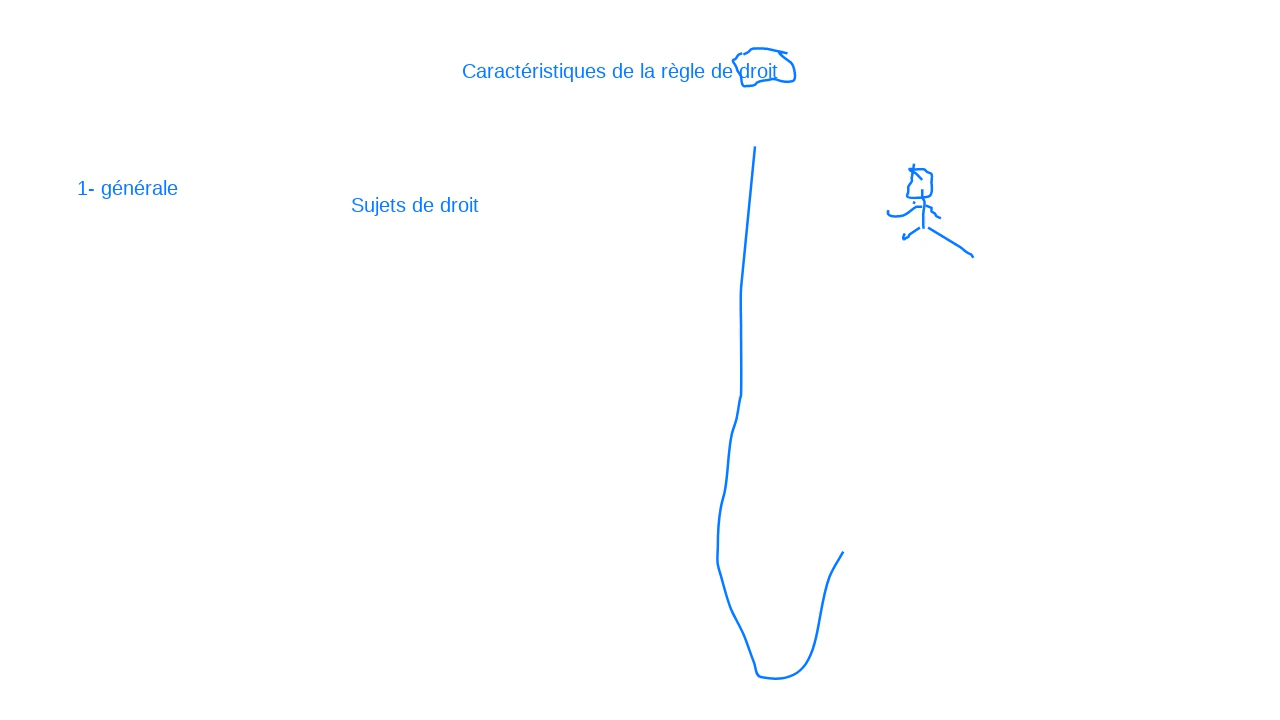 Caractéristiques de la règle de droit
1- générale
Sujets de droit